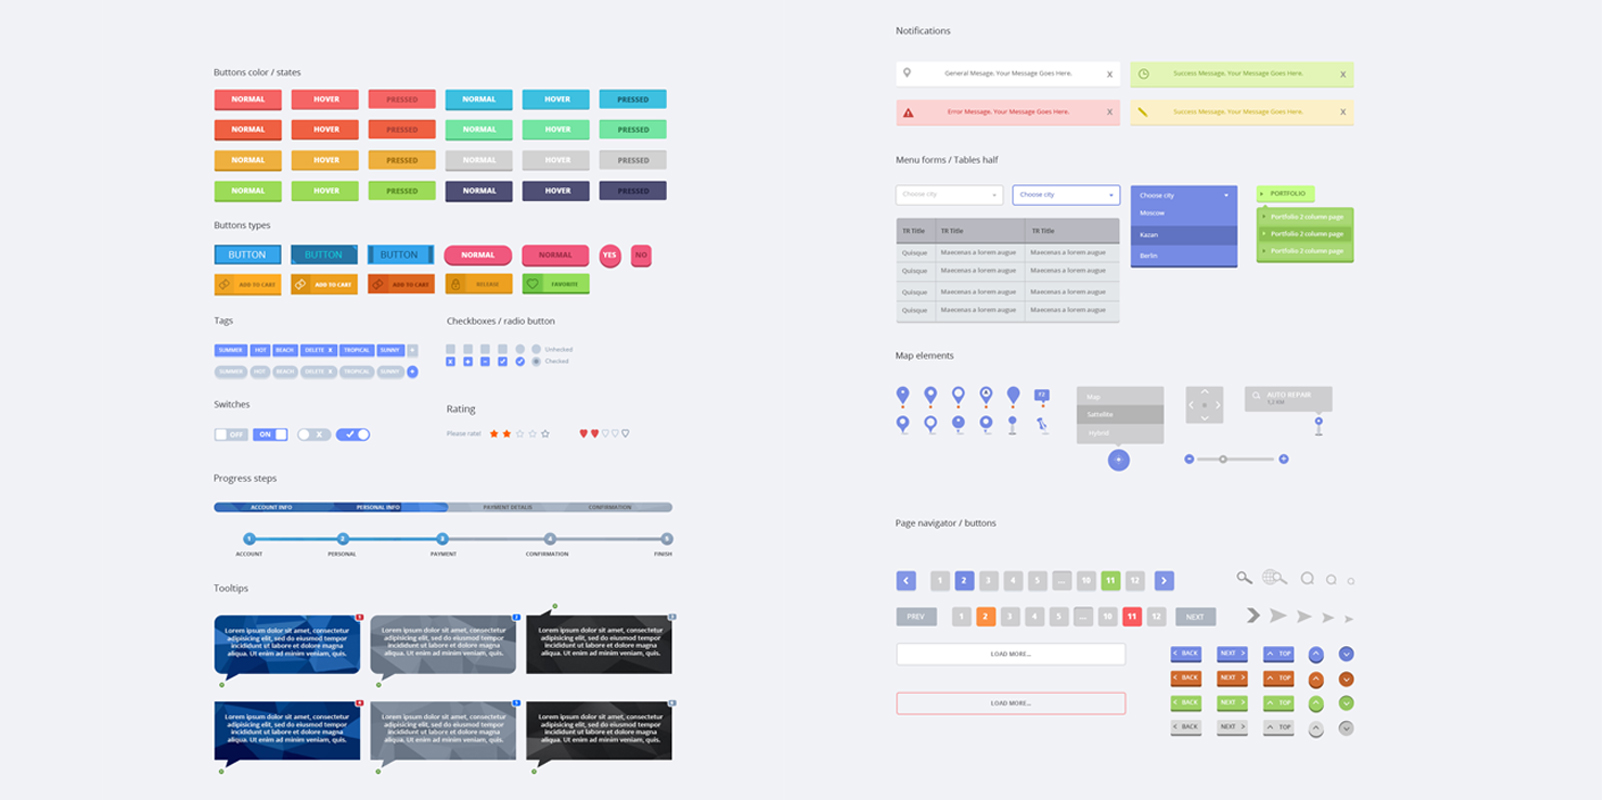 Buttons color / states
NORMAL HOVER PRESSED NORMAL HOVER PRESSED
NORMAL HOVER PRESSED NORMAL HOVER PRESSED
NORMAL HOVER PRESSED NORMAL HOVER PRESSED
NORMAL HOVER PRESSED NORMAL HOVER PRESSED
Buttons types
BUTTON BUTTON BUTTON NORMAL NORMAL YES NO
ADD TO CART ADD TO CART ADD TO CART RELEASE FAVORITE
Tags
SUMMER HOT BEACH DELETE X TROPICAL SUNNY +
SUMMER HOT BEACH DELETE X TROPICAL SUNNY +
Checkboxes / radio button
Unhecked
Checked
Switches
OFF ON X
Rating
Please rate!
Progress steps
ACCOUNT INFO PERSONAL INFO PAYMENT DETALIS CONFIRMATION
1 2 3 4 5
ACCOUNT PERSONAL PAYMENT CONFIRMATION FINISH
Tooltips
Lorem ipsum dolor sit amet, consectetur
adipisicing elit, sed do eiusmod tempor
incididunt ut labore et dolore magna
aliqua. Ut enim ad minim veniam, quis.
Lorem ipsum dolor sit amet, consectetur
adipisicing elit, sed do eiusmod tempor
incididunt ut labore et dolore magna
aliqua. Ut enim ad minim veniam, quis.
Lorem ipsum dolor sit amet, consectetur
adipisicing elit, sed do eiusmod tempor
incididunt ut labore et dolore magna
aliqua. Ut enim ad minim veniam, quis.
Lorem ipsum dolor sit amet, consectetur
adipisicing elit, sed do eiusmod tempor
incididunt ut labore et dolore magna
aliqua. Ut enim ad minim veniam, quis.
Lorem ipsum dolor sit amet, consectetur
adipisicing elit, sed do eiusmod tempor
incididunt ut labore et dolore magna
aliqua. Ut enim ad minim veniam, quis.
Lorem ipsum dolor sit amet, consectetur
adipisicing elit, sed do eiusmod tempor
incididunt ut labore et dolore magna
aliqua. Ut enim ad minim veniam, quis.
Notifications
General Mesage. Your Message Goes Here. X
Success Message. Your Message Goes Here. X
Error Message. Your Message Goes Here. X
Success Message. Your Message Goes Here. X
Menu forms / Tables half
Choose city
Choose city
TR Title TR Title TR Title
Quisque Maecenas a lorem augue Maecenas a lorem augue
Quisque Maecenas a lorem augue Maecenas a lorem augue
Quisque Maecenas a lorem augue Maecenas a lorem augue
Quisque Maecenas a lorem augue Maecenas a lorem augue
Choose city
Moscow
Kazan
Berlin
PORTFOLIO
Portfolio 2 column page
Portfolio 2 column page
Portfolio 2 column page
Map elements
Map
Sattelite
Hybrid
AUTO REPAIR
Page navigator / buttons
1 2 3 4 5 ... 10 11 12
PREV 1 2 3 4 5 ... 10 11 12 NEXT
LOAD MORE...
LOAD MORE...
< BACK NEXT > TOP
< BACK NEXT > TOP
< BACK NEXT > TOP
< BACK NEXT > TOP